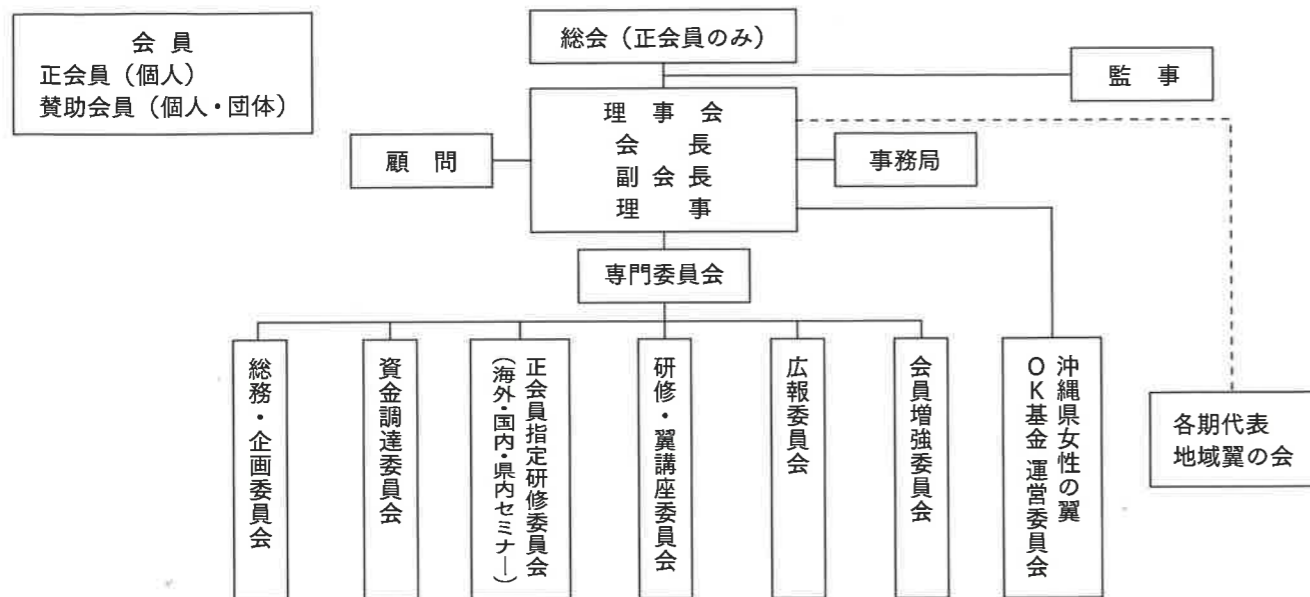 会 員
正会員（個人）
賛助会員（個人・団体）
総会（正会員のみ）
監 事
理 事 会
会 長
副 会 長
理 事
顧 問
事務局
専門委員会
総務・企画委員会
資金調達委員会
正会員指定研修委員会
（海外・国内・県内セミナー）
研修・翼講座委員会
広報委員会
会員増強委員会
沖縄県女性の翼
ＯＫ基金 運営委員会
各期代表
地域翼の会